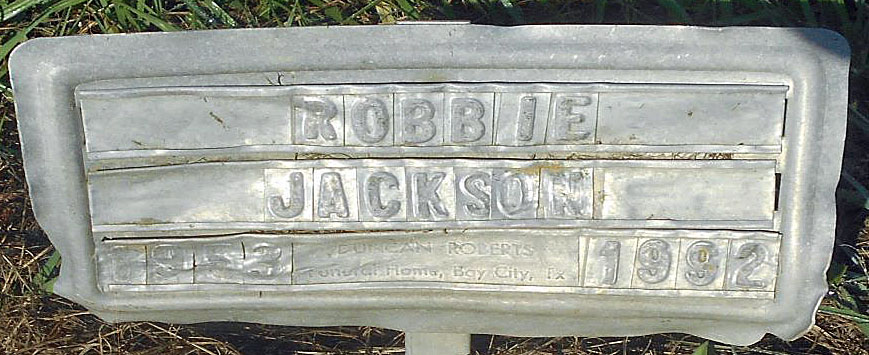 ROBBIE
JACKSON
1953 DUNCAN ROBERTS 1992
Funeral Home, Bay City, Tx